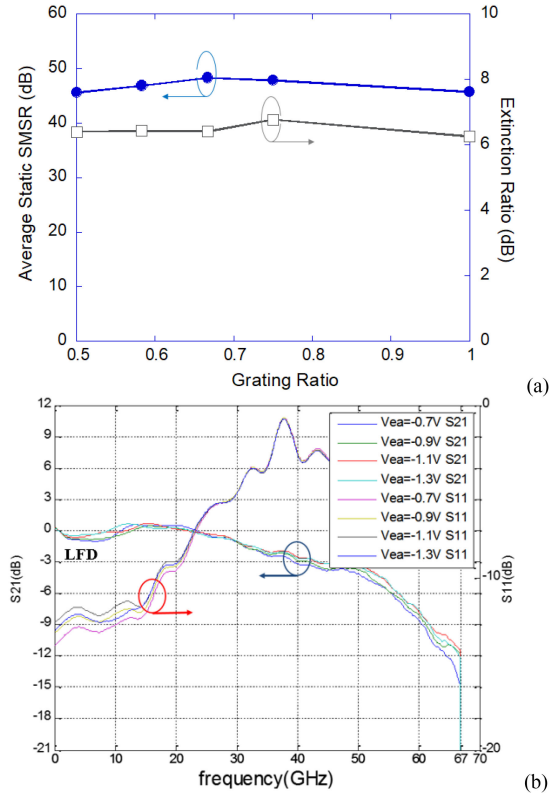 60
50
40
30
20
10
0
Average Static SMSR (dB)
10
8
6
4
2
0
Extinction Ratio (dB)
0.5 0.6 0.7 0.8 0.9 1
Grating Ratio
(a)
12
9
6
3
0
-3
-6
-9
-12
-15
-18
-21
S21(dB)
LFD
Vea=-0.7V S21
Vea=-0.9V S21
Vea=-1.1V S21
Vea=-1.3V S21
Vea=-0.7V S11
Vea=-0.9V S11
Vea=-1.1V S11
Vea=-1.3V S11
0
-10
-20
S11(dB)
0 10 20 30 40 50 60 67 70
frequency(GHz)
(b)